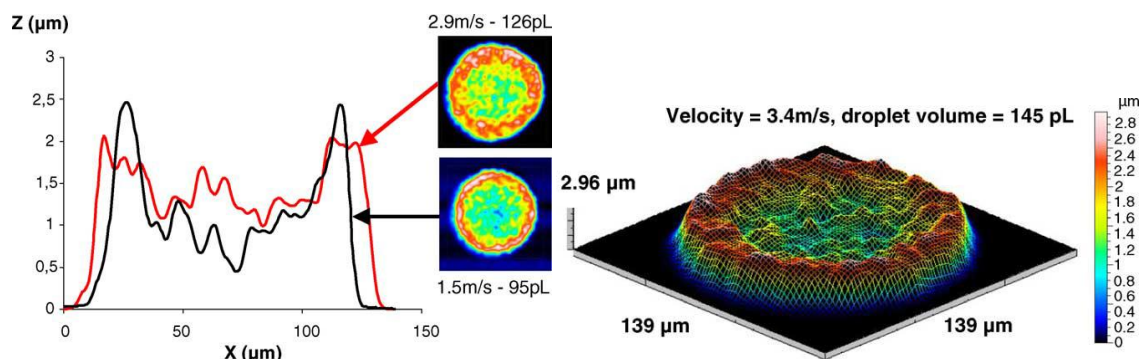 Z (µm)
3
2,5
2
1,5
1
0,5
0
0
50
100
150
X (µm)
2.9m/s - 126pL
1.5m/s - 95pL
Velocity = 3.4m/s, droplet volume = 145 pL
2.96 µm
139 µm
139 µm
µm
2.8
2.6
2.4
2.2
2
1.8
1.6
1.4
1.2
1
0.8
0.6
0.4
0.2
0